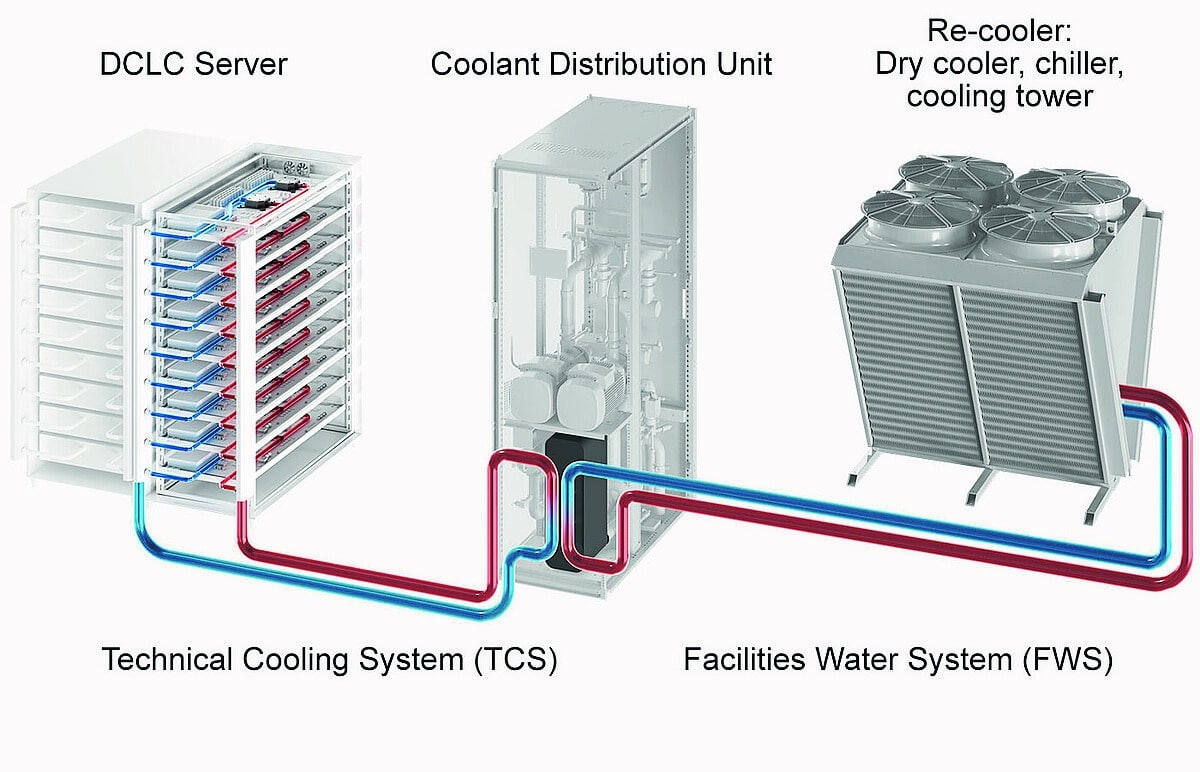 DCLC Server
Coolant Distribution Unit
Re-cooler:
Dry cooler, chiller,
cooling tower
Technical Cooling System (TCS)
Facilities Water System (FWS)